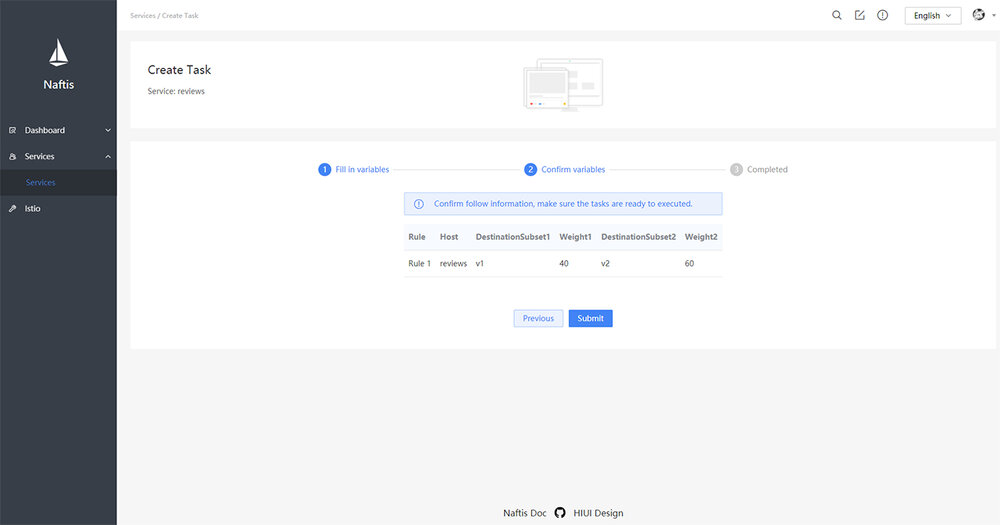 Naftis
Dashboard
Services
Services
Istio
Services / Create Task
English
Create Task
Service: reviews
1 Fill in variables
2 Confirm variables
3 Completed
Confirm follow information, make sure the tasks are ready to executed.
Rule Host DestinationSubset1 Weight1 DestinationSubset2 Weight2
Rule 1 reviews v1 40 v2 60
Previous Submit
Naftis Doc HIUI Design